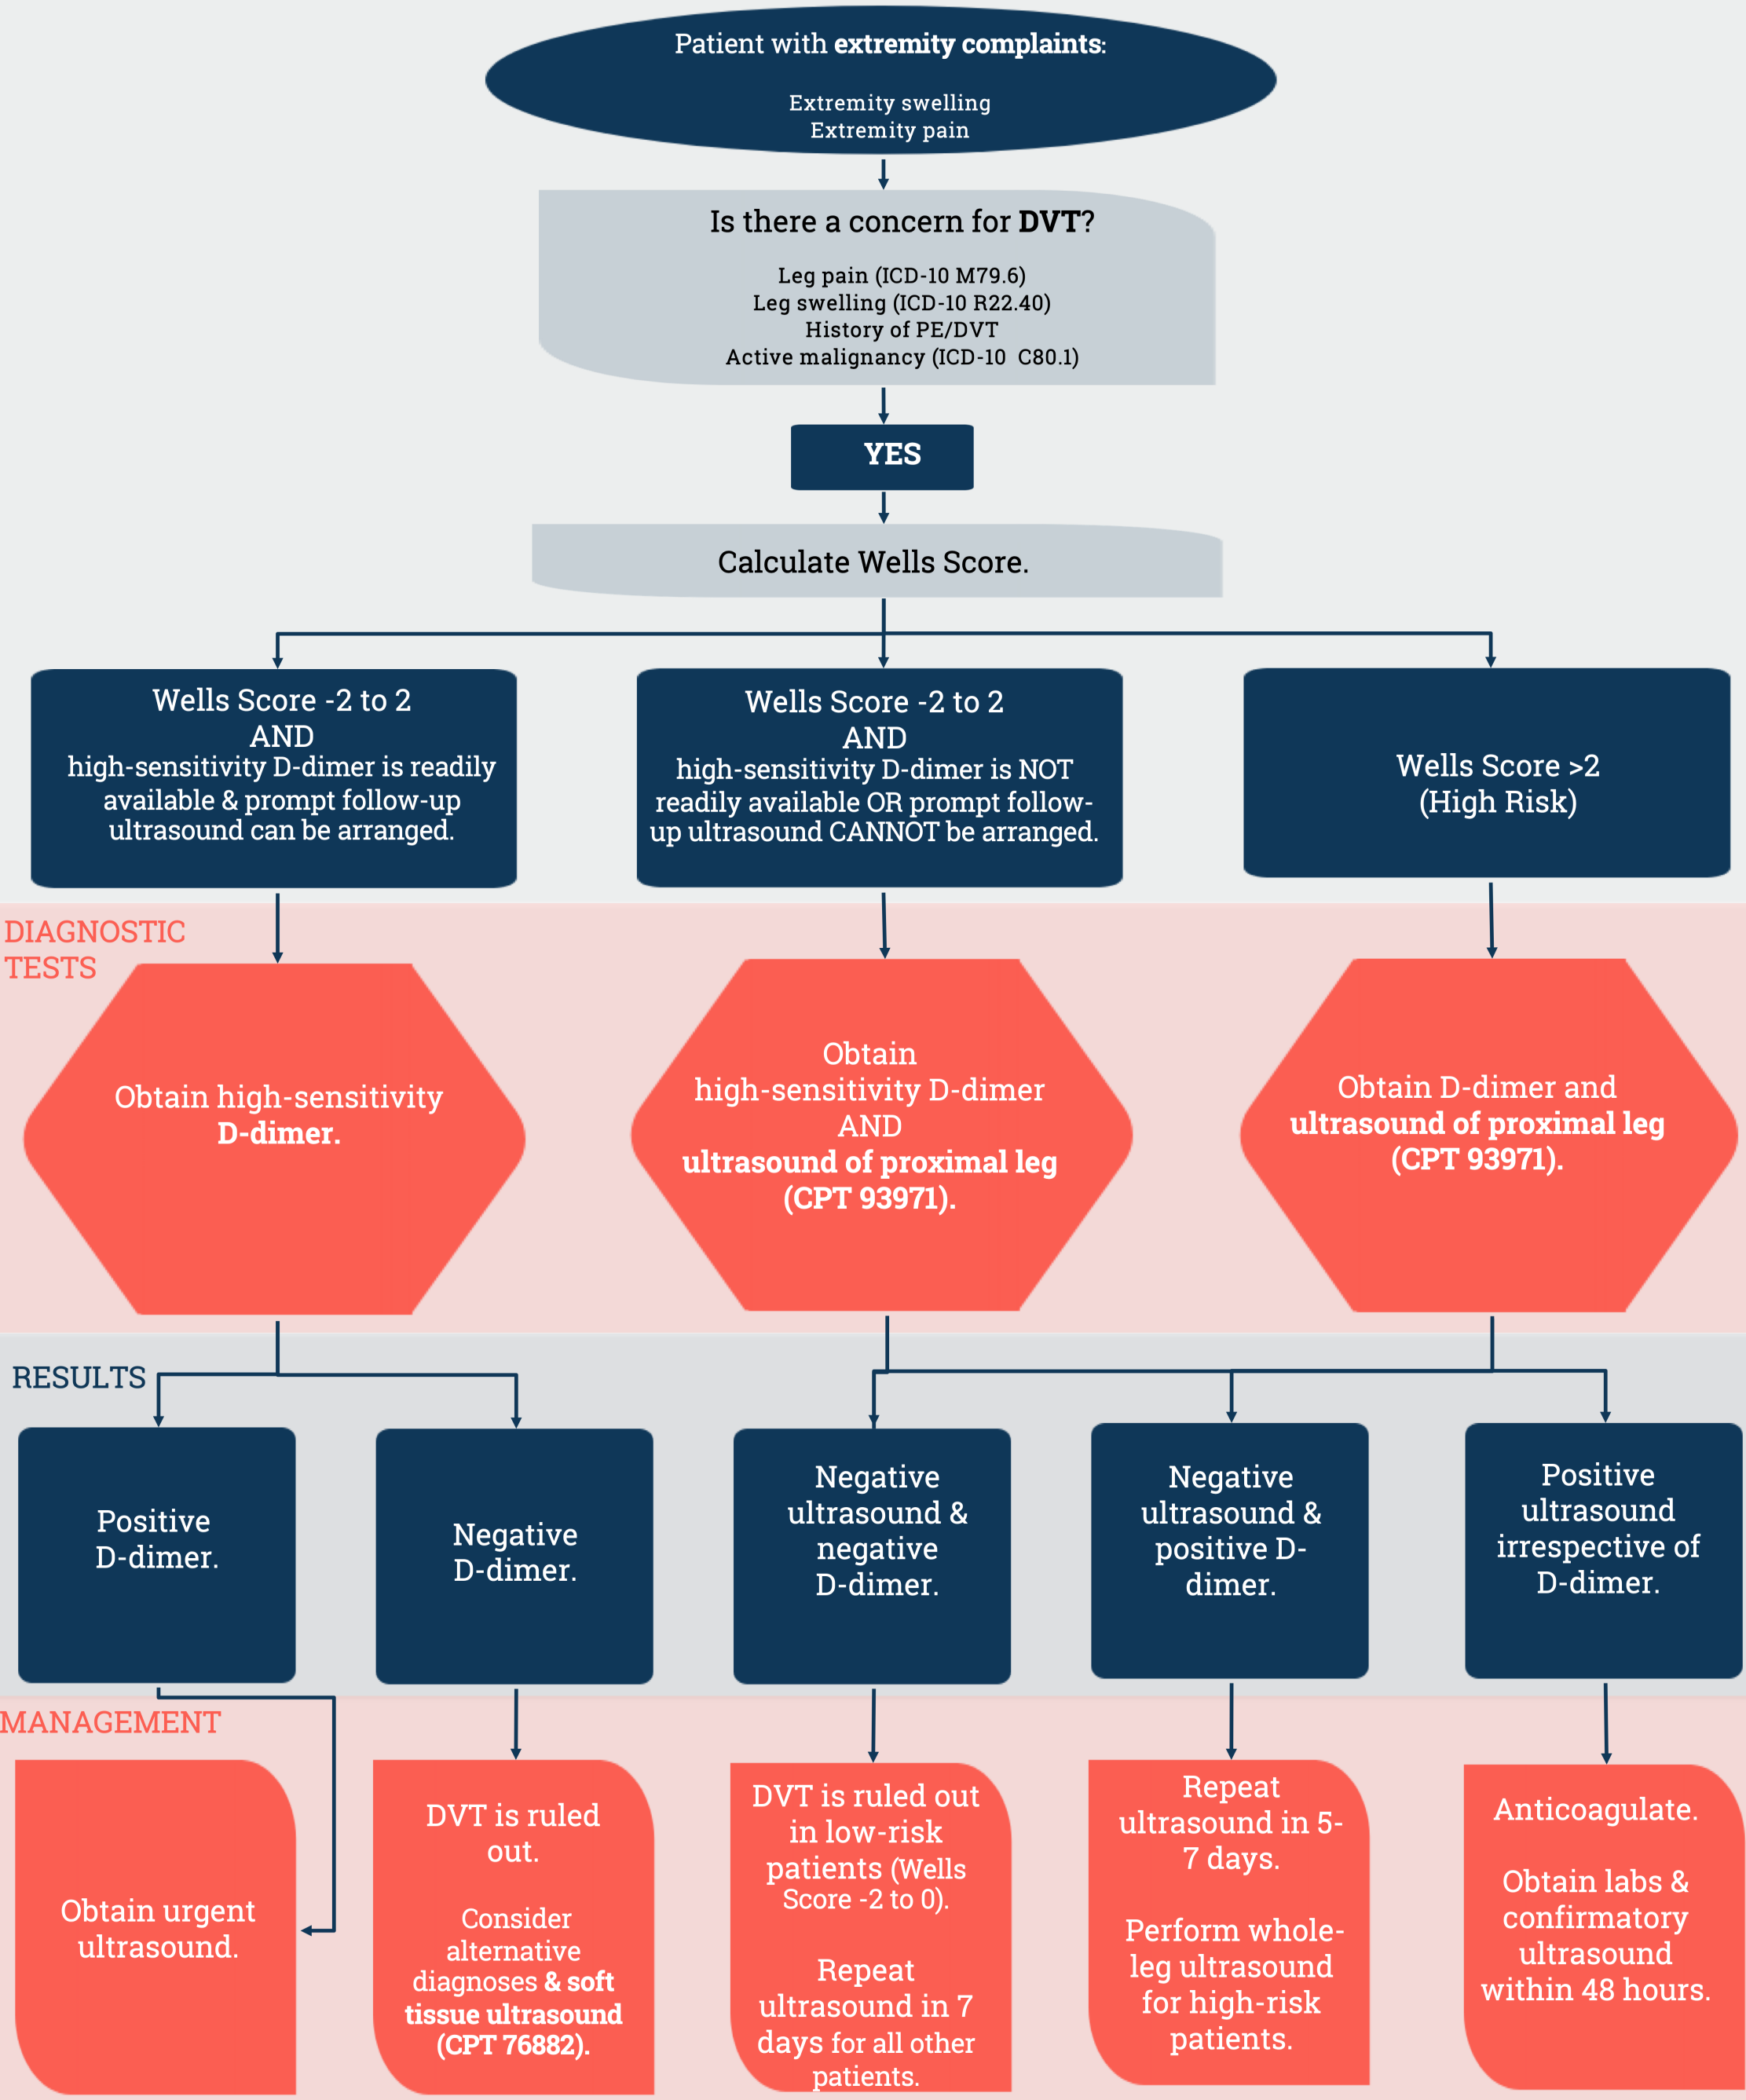 Patient with extremity complaints:
Extremity swelling
Extremity pain
Is there a concern for DVT?
Leg pain (ICD-10 M79.6)
Leg swelling (ICD-10 R22.40)
History of PE/DVT
Active malignancy (ICD-10  C80.1)
YES
Calculate Wells Score.
Wells Score -2 to 2
AND
high-sensitivity D-dimer is readily
available & prompt follow-up
ultrasound can be arranged.
Wells Score -2 to 2
AND
high-sensitivity D-dimer is NOT
readily available OR prompt follow-
up ultrasound CANNOT be arranged.
Wells Score >2
(High Risk)
DIAGNOSTIC
TESTS
Obtain high-sensitivity
D-dimer.
Obtain
high-sensitivity D-dimer
AND
ultrasound of proximal leg
(CPT 93971).
Obtain D-dimer and
ultrasound of proximal leg
(CPT 93971).
RESULTS
Positive
D-dimer.
Negative
D-dimer.
Negative
ultrasound &
negative
D-dimer.
Negative
ultrasound &
positive D-
dimer.
Positive
ultrasound
irrespective of
D-dimer.
MANAGEMENT
Obtain urgent
ultrasound.
DVT is ruled
out.
Consider
alternative
diagnoses & soft
tissue ultrasound
(CPT 76882).
DVT is ruled out
in low-risk
patients (Wells
Score -2 to 0).
Repeat
ultrasound in 7
days for all other
patients.
Repeat
ultrasound in 5-
7 days.
Perform whole-
leg ultrasound
for high-risk
patients.
Anticoagulate.
Obtain labs &
confirmatory
ultrasound
within 48 hours.